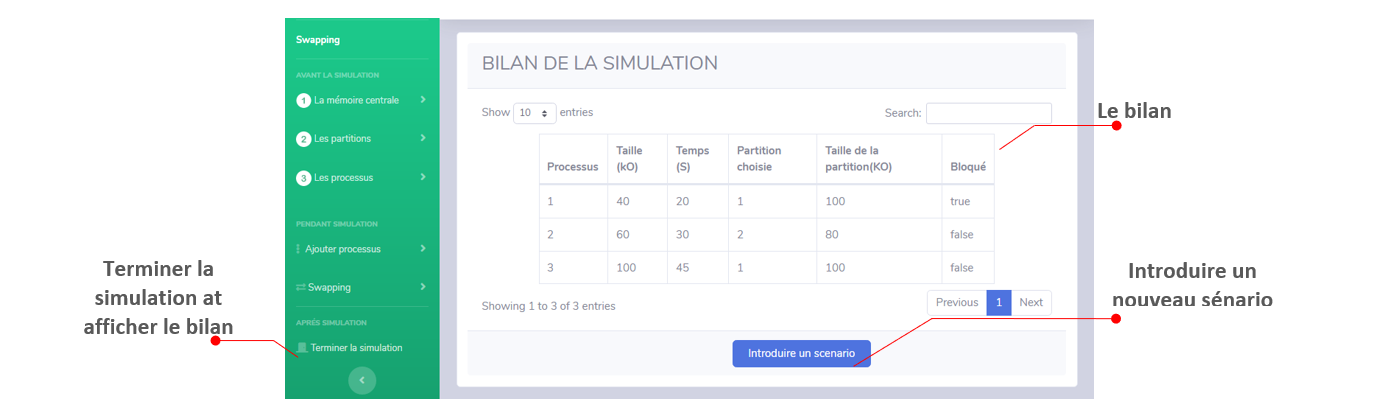 Swapping
AVANT LA SIMULATION
1 La mémoire centrale
2 Les partitions
3 Les processus
PENDANT SIMULATION
Ajouter processus
Swapping
APRÉS SIMULATION
Terminer la simulation
Terminer la
simulation at
afficher le bilan
BILAN DE LA SIMULATION
Show 10 entries
Search:
Processus Taille (kO) Temps (S) Partition choisie Taille de la partition(KO) Bloqué
1 40 20 1 100 true
2 60 30 2 80 false
3 100 45 1 100 false
Showing 1 to 3 of 3 entries
Previous 1 Next
Introduire un scenario
Le bilan
Introduire un
nouveau sénario